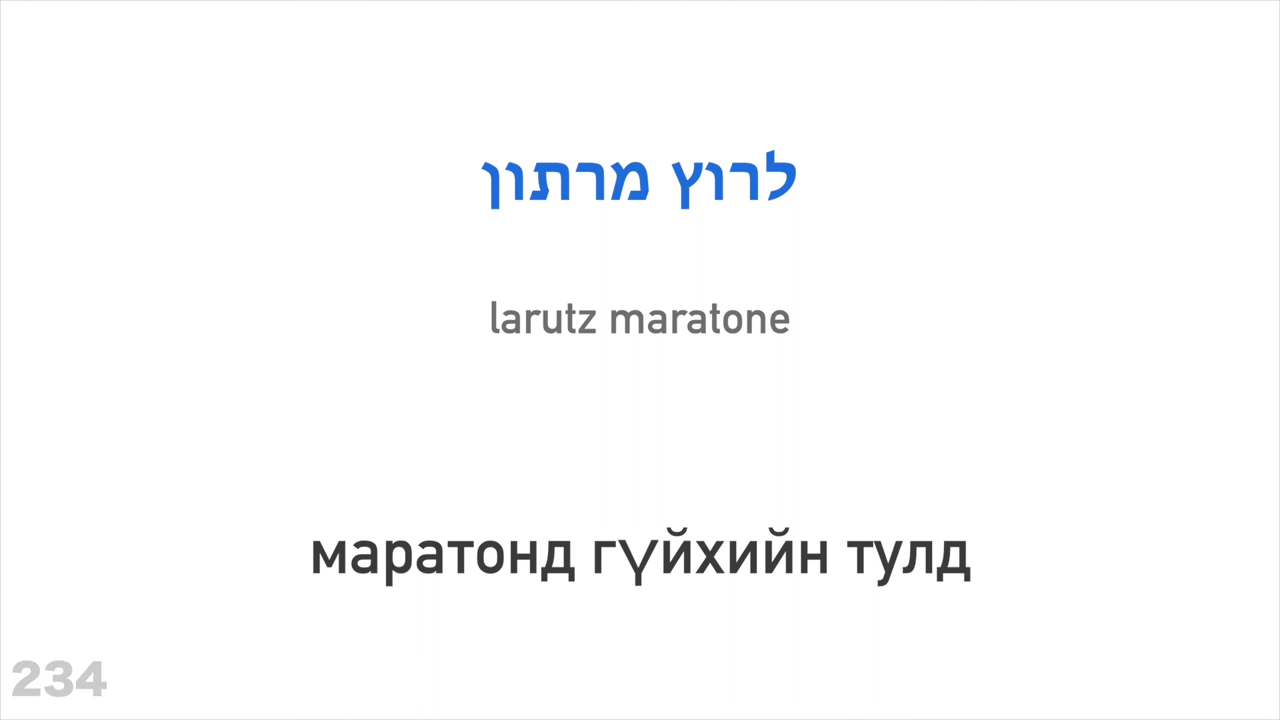 לרוץ מרתון
larutz maratone
маратонд гүйхийн тулд
234